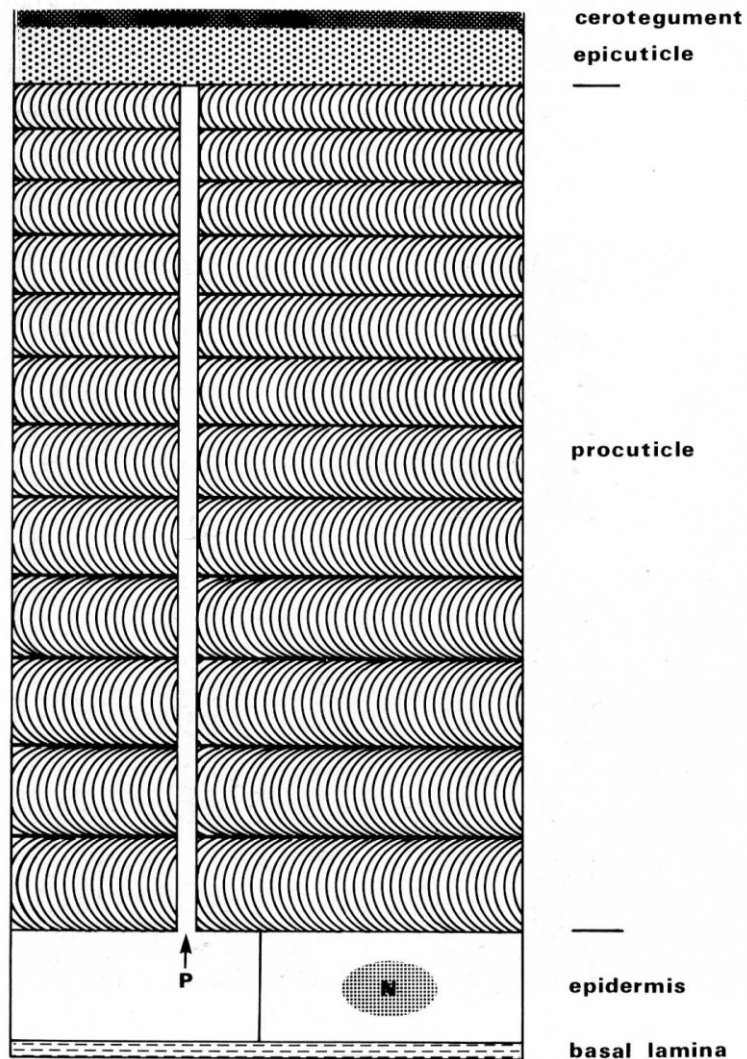 cerotegument
epicuticle
procuticle
P
N
epidermis
basal lamina